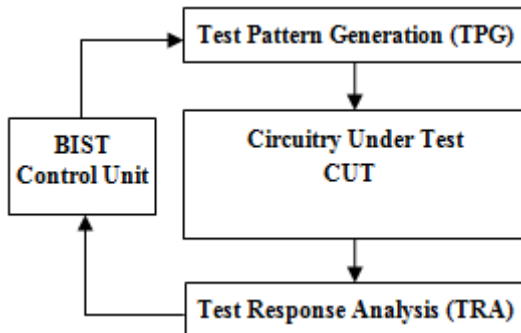 Test Pattern Generation (TPG)
BIST
Control Unit
Circuitry Under Test
CUT
Test Response Analysis (TRA)